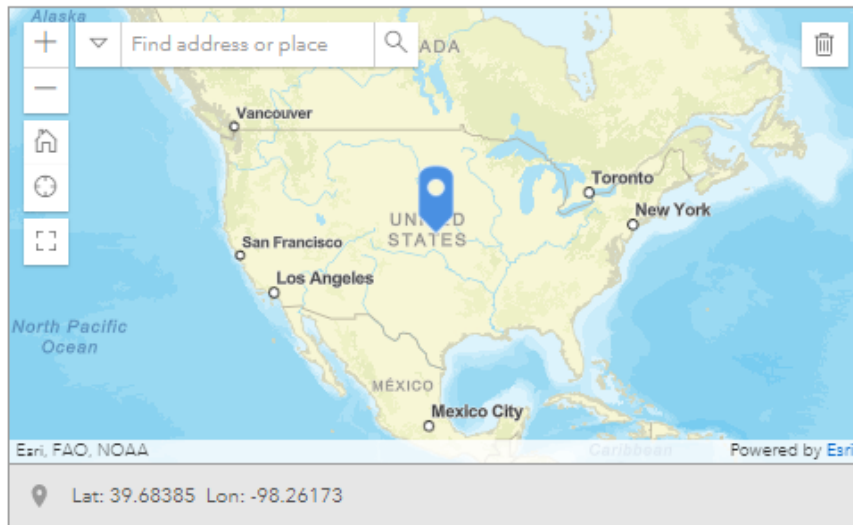 Alaska
Find address or place
ADA
Vancouver
Toronto
UNITED
STATES
New York
San Francisco
Los Angeles
North Pacific
Ocean
MÉXICO
Mexico City
Esri, FAO, NOAA
Caribbean
Powered by Esri
Lat: 39.68385 Lon: -98.26173